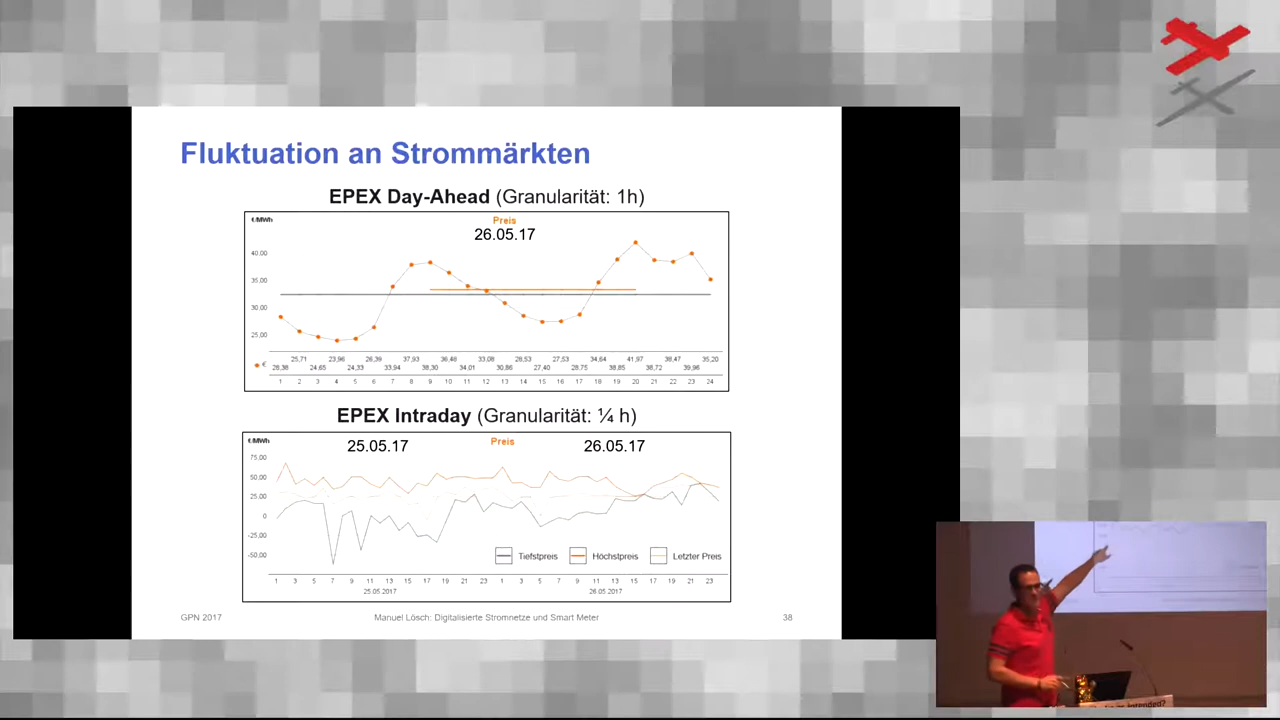 Fluktuation an Strommärkten
EPEX Day-Ahead (Granularität: 1h)
€/MWh
Preis
26.05.17
40,00
35,00
30,00
25,00
25,71 23,96 26,39 37,93 36,48 33,08 28,53 27,53 34,64 41,97 38,47 35,20
€ 28,38 24,65 24,33 33,94 38,30 34,01 30,86 27,40 28,75 38,85 38,72 39,96
1 2 3 4 5 6 7 8 9 10 11 12 13 14 15 16 17 18 19 20 21 22 23 24
EPEX Intraday (Granularität: ¼ h)
€/MWh
25.05.17 Preis 26.05.17
75,00
50,00
25,00
0
-25,00
-50,00
Tiefstpreis Höchstpreis Letzter Preis
1 3 5 7 9 11 13 15 17 19 21 23 1 3 5 7 9 11 13 15 17 19 21 23
25.05.2017 26.05.2017
GPN 2017 Manuel Lösch: Digitalisierte Stromnetze und Smart Meter 38
as intended?